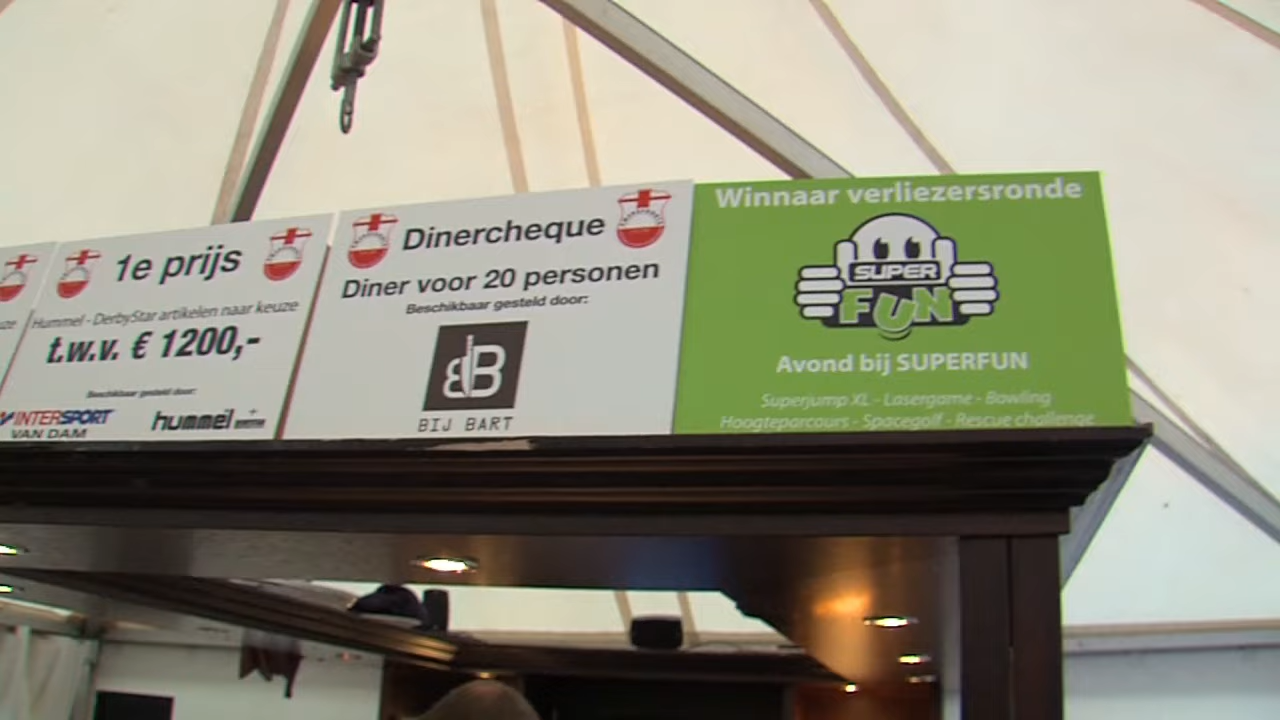 uze
1e prijs
Hummel - DerbyStar artikelen naar keuze
t.w.v. € 1200,-
Beschikbaar gesteld door:
INTERSPORT
VAN DAM
hummel
Dinercheque
Diner voor 20 personen
Beschikbaar gesteld door:
BIJ BART
Winnaar verliezersronde
SUPER
FUN
Avond bij SUPERFUN
Superjump XL - Lasergame - Bowling
Hoogteparcours - Spacegolf - Rescue challenge